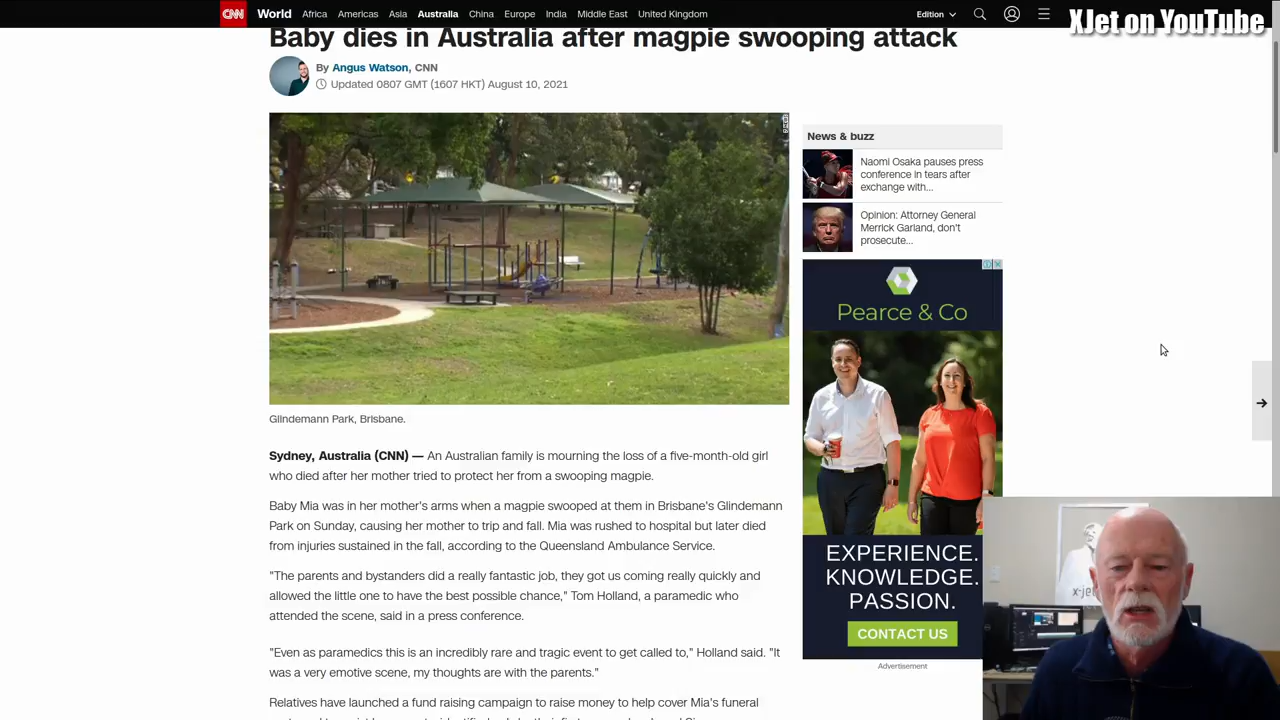 CNN World Africa Americas Asia Australia China Europe India Middle East United Kingdom Edition
XJet on YouTube
Baby dies in Australia after magpie swooping attack
By Angus Watson, CNN
Updated 0807 GMT (1607 HKT) August 10, 2021
Glindemann Park, Brisbane.
Sydney, Australia (CNN) — An Australian family is mourning the loss of a five-month-old girl
who died after her mother tried to protect her from a swooping magpie.
Baby Mia was in her mother's arms when a magpie swooped at them in Brisbane's Glindemann
Park on Sunday, causing her mother to trip and fall. Mia was rushed to hospital but later died
from injuries sustained in the fall, according to the Queensland Ambulance Service.
"The parents and bystanders did a really fantastic job, they got us coming really quickly and
allowed the little one to have the best possible chance," Tom Holland, a paramedic who
attended the scene, said in a press conference.
"Even as paramedics this is an incredibly rare and tragic event to get called to," Holland said. "It
was a very emotive scene, my thoughts are with the parents."
Relatives have launched a fund raising campaign to raise money to help cover Mia's funeral
News & buzz
Naomi Osaka pauses press
conference in tears after
exchange with...
Opinion: Attorney General
Merrick Garland, don't
prosecute...
Pearce & Co
EXPERIENCE.
KNOWLEDGE.
PASSION.
CONTACT US
Advertisement
x-jet